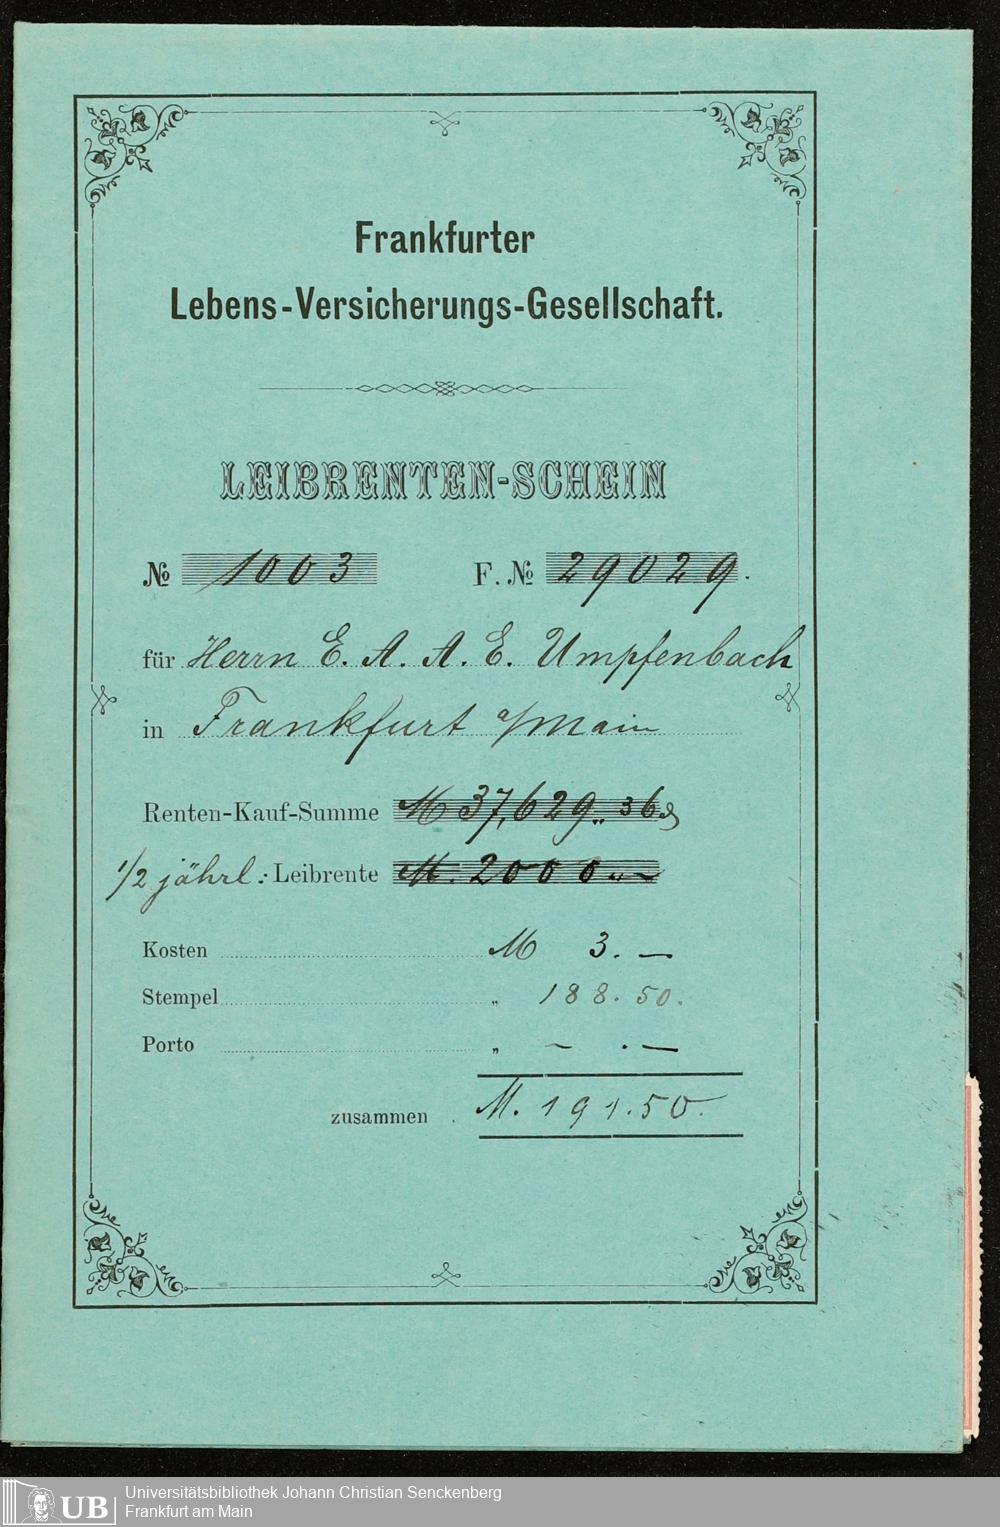 Frankfurter
Lebens-Versicherungs-Gesellschaft.
LEIBRENTEN-SCHEIN
№ 1003 F. № 29029.
für Herrn E. A. A. E. Umpfenbach
in Frankfurt a/Main
Renten-Kauf-Summe M 37,629.. 36 ₰
1/2 jährl.: Leibrente M. 2000.. —
Kosten M 3. —
Stempel „ 188.50.
Porto „ — . —
zusammen . M. 191.50.
UB
Universitätsbibliothek Johann Christian Senckenberg
Frankfurt am Main